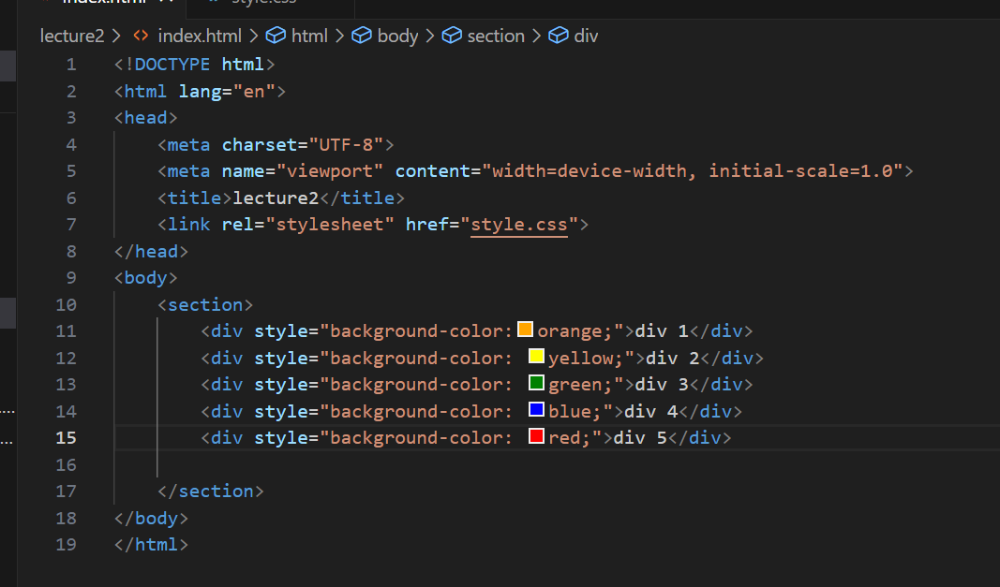 index.html style.css
lecture2 > <> index.html > html > body > section > div
1 <!DOCTYPE html>
2 <html lang="en">
3 <head>
4     <meta charset="UTF-8">
5     <meta name="viewport" content="width=device-width, initial-scale=1.0">
6     <title>lecture2</title>
7     <link rel="stylesheet" href="style.css">
8 </head>
9 <body>
10     <section>
11         <div style="background-color:orange;">div 1</div>
12         <div style="background-color: yellow;">div 2</div>
13         <div style="background-color: green;">div 3</div>
14         <div style="background-color: blue;">div 4</div>
15         <div style="background-color: red;">div 5</div>
16
17     </section>
18 </body>
19 </html>